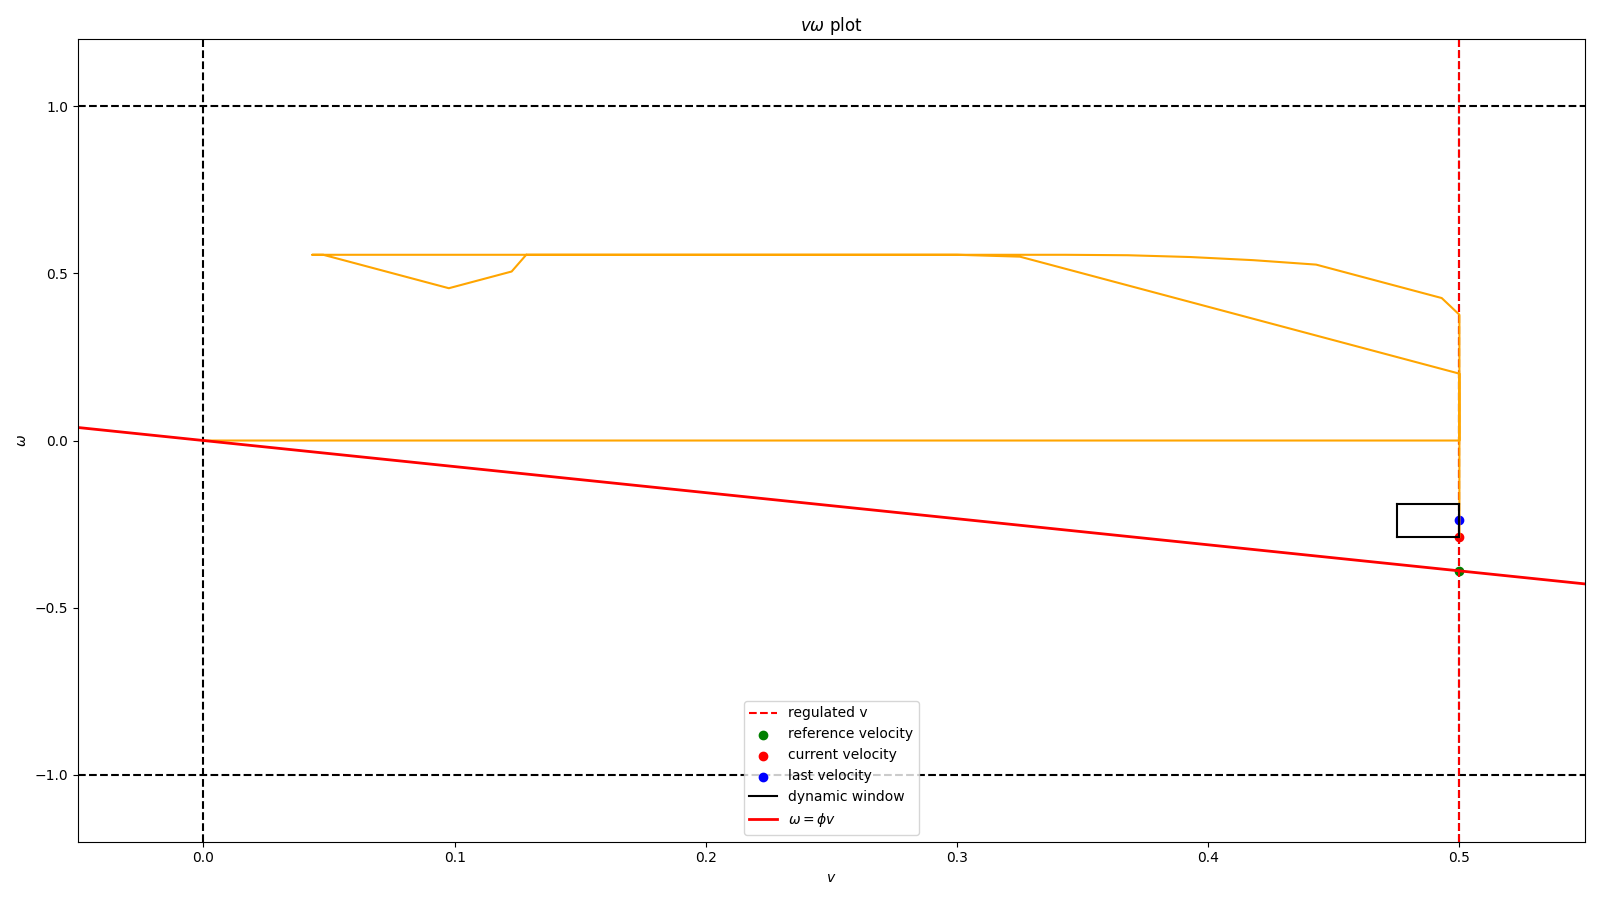 vω plot
1.0
0.5
0.0
−0.5
−1.0
ω
0.0 0.1 0.2 0.3 0.4 0.5
v
regulated v
reference velocity
current velocity
last velocity
dynamic window
ω = ϕv